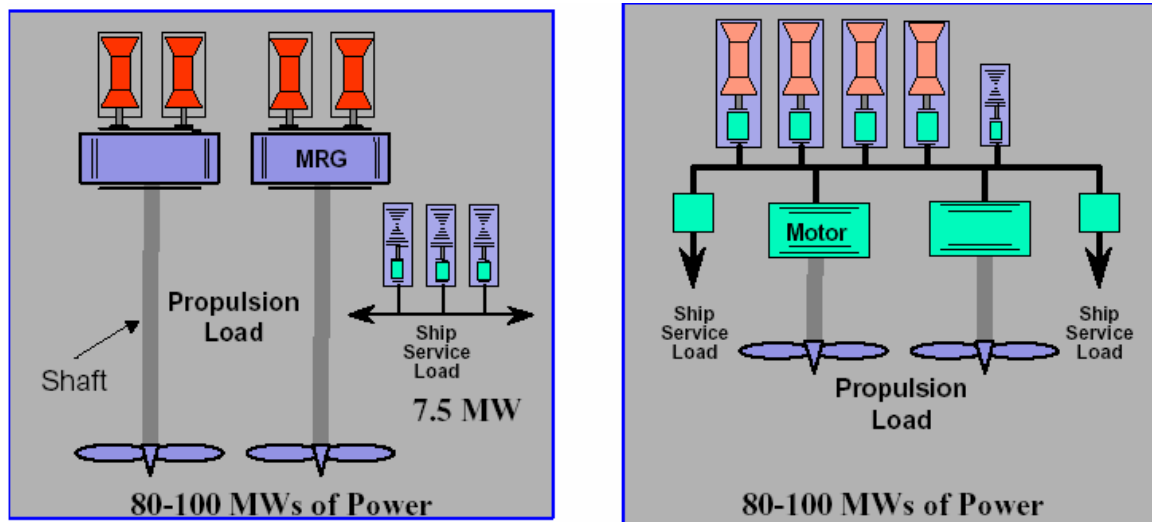 MRG
Propulsion
Load
Shaft
Ship
Service
Load
7.5 MW
80-100 MWs of Power
Motor
Ship
Service
Load
Ship
Service
Load
Propulsion
Load
80-100 MWs of Power